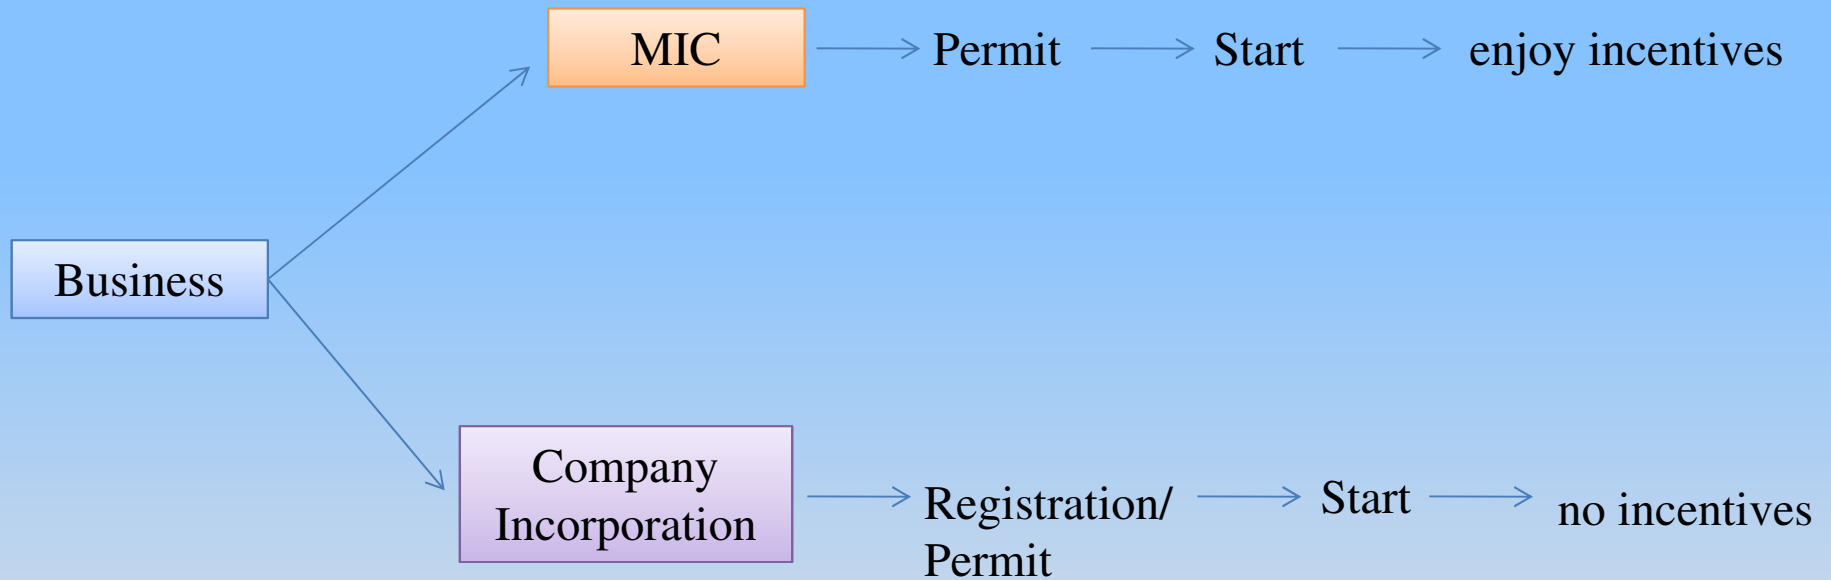 MIC
Permit
Start
enjoy incentives
Business
Company
Incorporation
Registration/
Permit
Start
no incentives